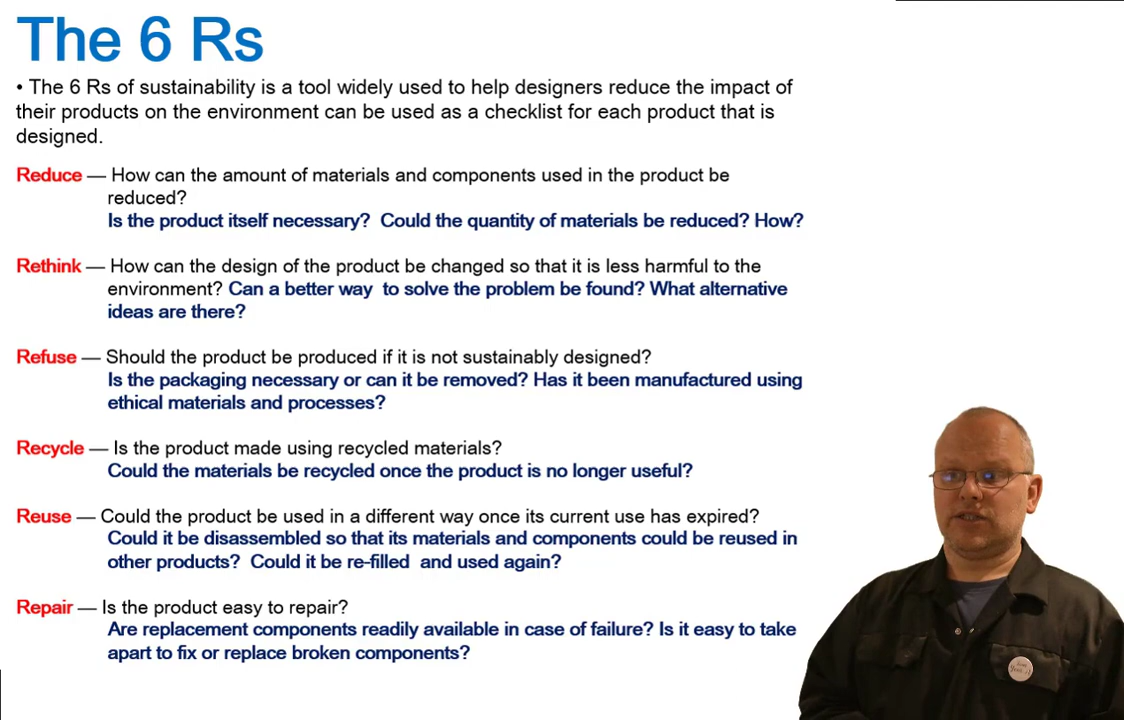 The 6 Rs
• The 6 Rs of sustainability is a tool widely used to help designers reduce the impact of
their products on the environment can be used as a checklist for each product that is
designed.
Reduce — How can the amount of materials and components used in the product be
reduced?
Is the product itself necessary?  Could the quantity of materials be reduced? How?
Rethink — How can the design of the product be changed so that it is less harmful to the
environment? Can a better way  to solve the problem be found? What alternative
ideas are there?
Refuse — Should the product be produced if it is not sustainably designed?
Is the packaging necessary or can it be removed? Has it been manufactured using
ethical materials and processes?
Recycle — Is the product made using recycled materials?
Could the materials be recycled once the product is no longer useful?
Reuse — Could the product be used in a different way once its current use has expired?
Could it be disassembled so that its materials and components could be reused in
other products?  Could it be re-filled  and used again?
Repair — Is the product easy to repair?
Are replacement components readily available in case of failure? Is it easy to take
apart to fix or replace broken components?